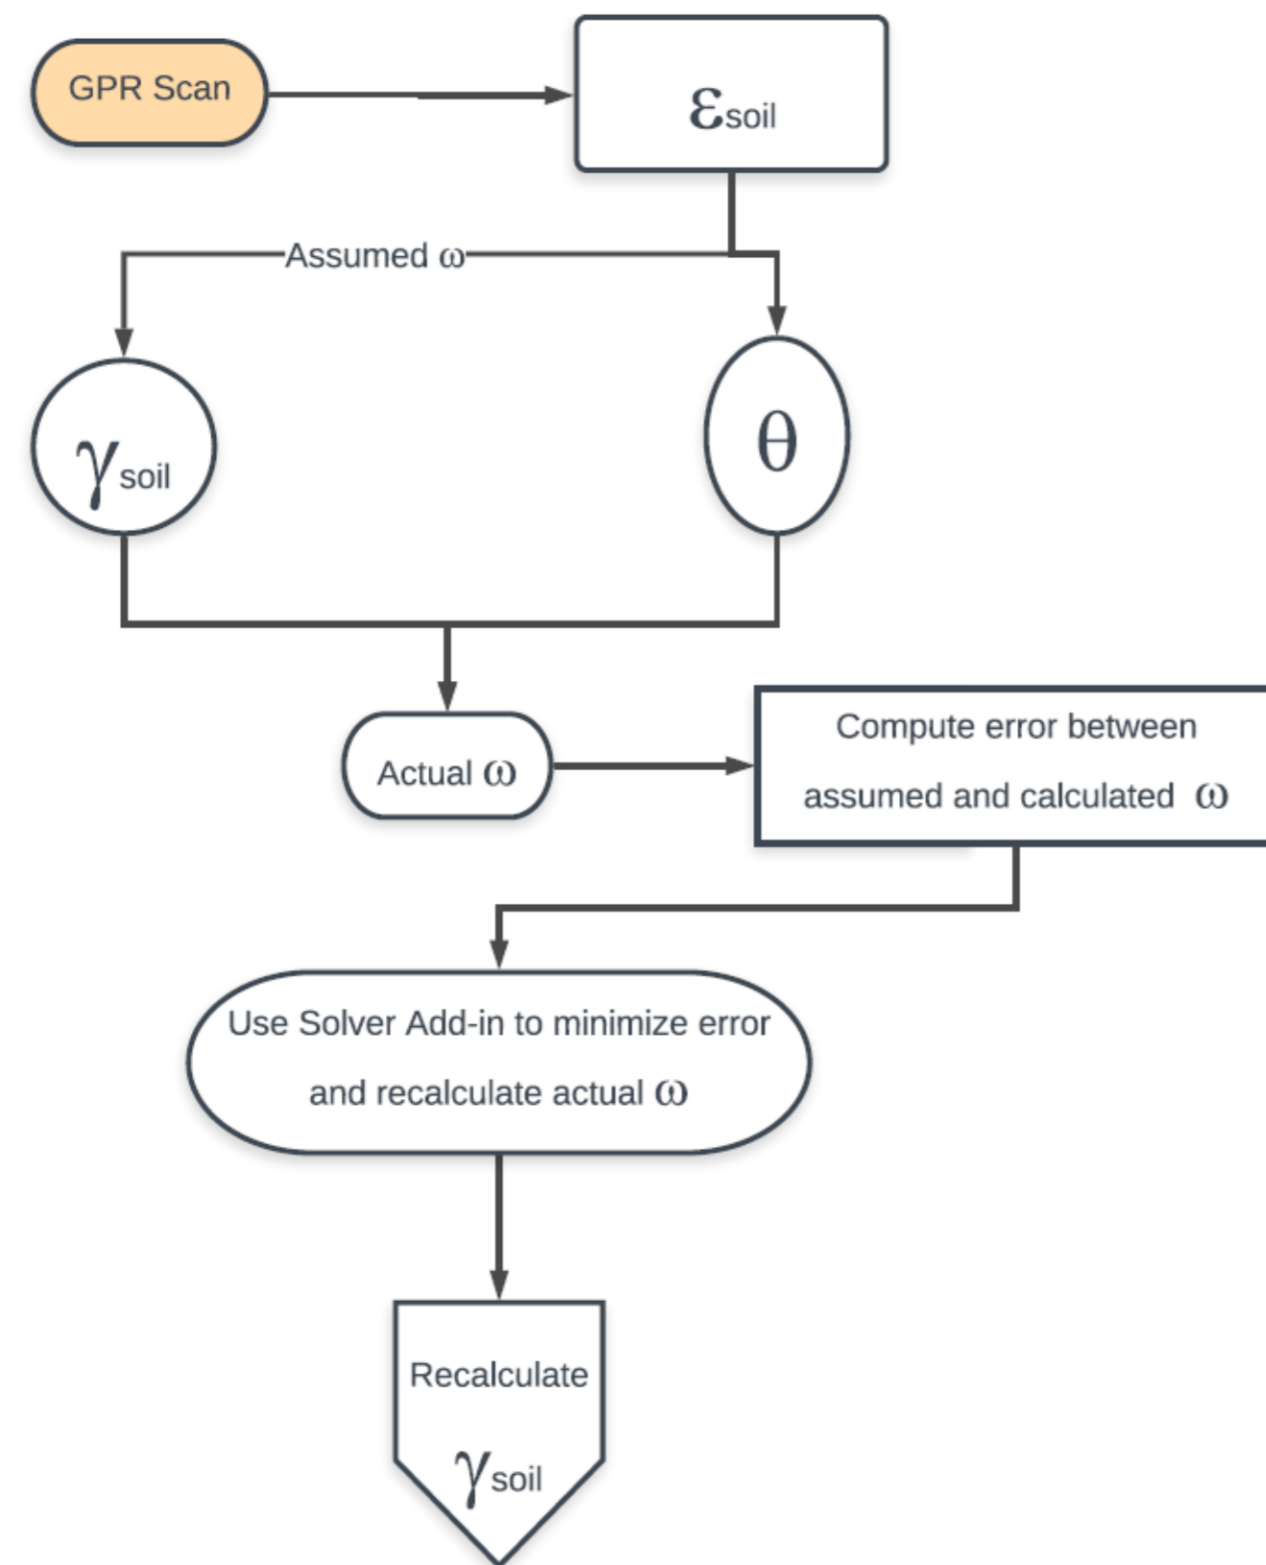 GPR Scan
εsoil
Assumed ω
γsoil
θ
Actual ω
Compute error between
assumed and calculated ω
Use Solver Add-in to minimize error
and recalculate actual ω
Recalculate
γsoil